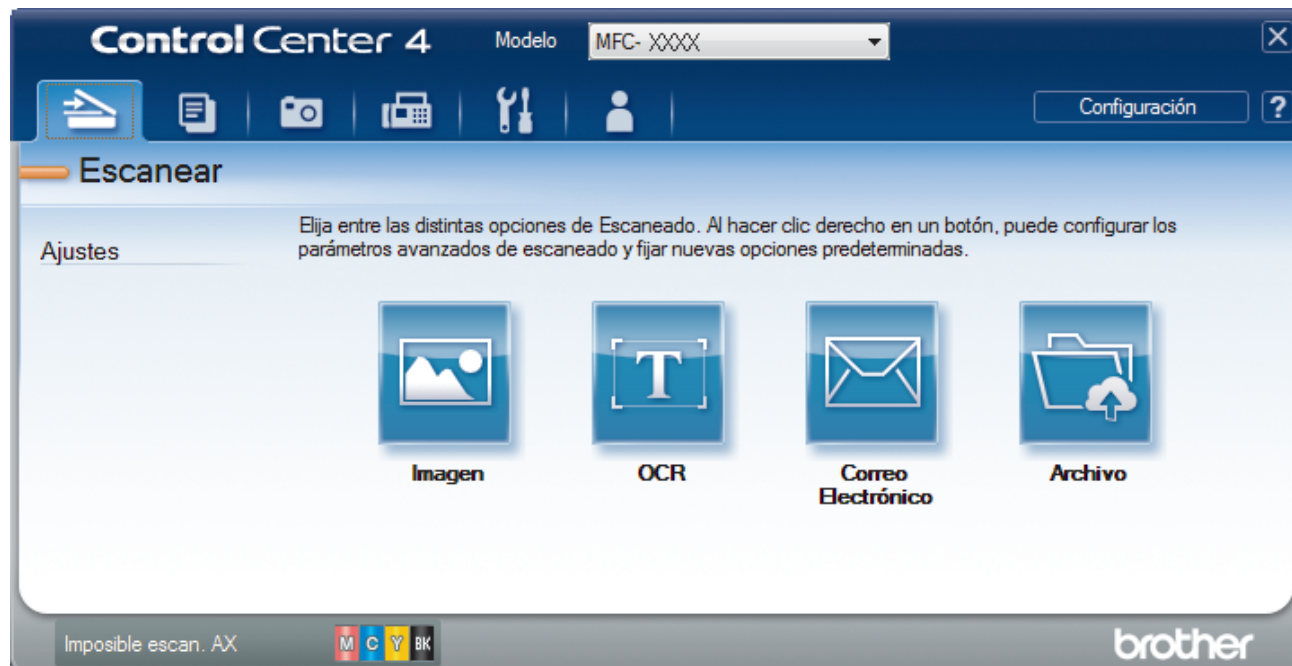 Control Center 4
Modelo
MFC- XXXX
Configuración
?
Escanear
Ajustes
Elija entre las distintas opciones de Escaneado. Al hacer clic derecho en un botón, puede configurar los
parámetros avanzados de escaneado y fijar nuevas opciones predeterminadas.
T
Imagen
OCR
Correo
Electrónico
Archivo
Imposible escan. AX
M C Y BK
brother